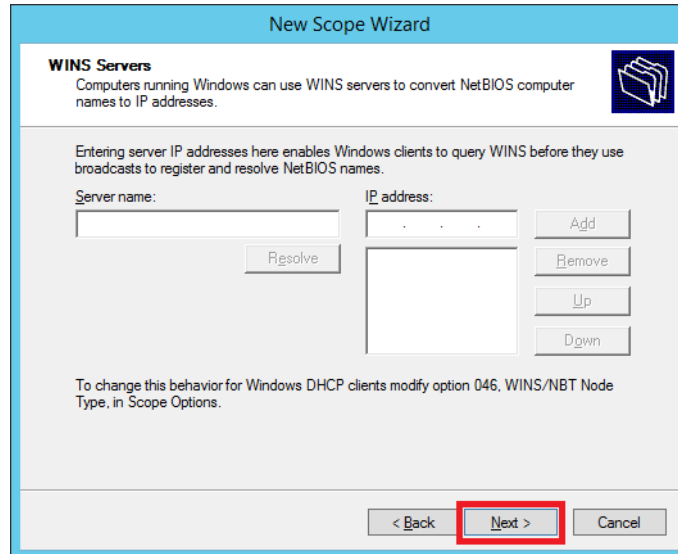 New Scope Wizard
WINS Servers
Computers running Windows can use WINS servers to convert NetBIOS computer
names to IP addresses.
Entering server IP addresses here enables Windows clients to query WINS before they use
broadcasts to register and resolve NetBIOS names.
Server name:
IP address:
Add
Resolve
Remove
Up
Down
To change this behavior for Windows DHCP clients modify option 046, WINS/NBT Node
Type, in Scope Options.
< Back
Next >
Cancel